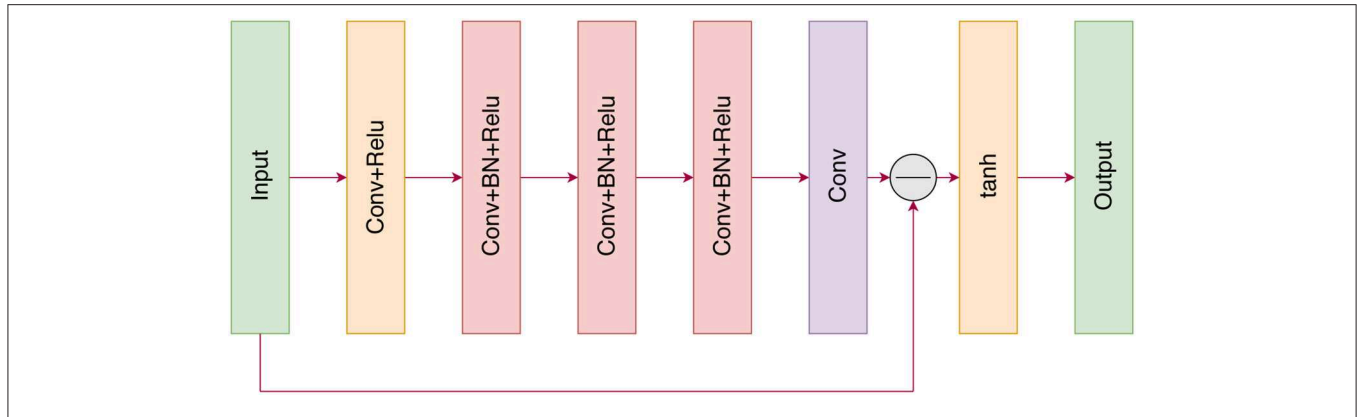 Input
Conv+Relu
Conv+BN+Relu
Conv+BN+Relu
Conv+BN+Relu
Conv
tanh
Output